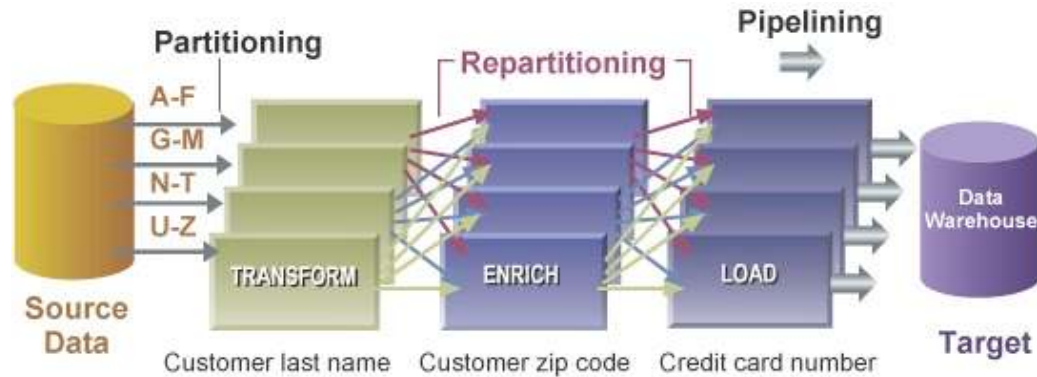 Partitioning
Repartitioning
Pipelining
A-F
G-M
N-T
U-Z
TRANSFORM
ENRICH
LOAD
Data
Warehouse
Source
Data
Target
Customer last name
Customer zip code
Credit card number